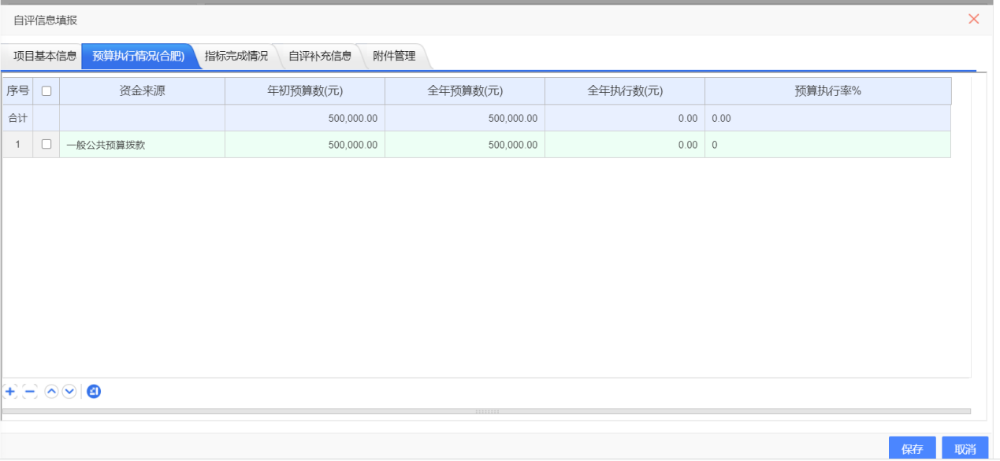 自评信息填报
项目基本信息 预算执行情况(合肥) 指标完成情况 自评补充信息 附件管理
序号 资金来源 年初预算数(元) 全年预算数(元) 全年执行数(元) 预算执行率%
合计 500,000.00 500,000.00 0.00 0.00
1 一般公共预算拨款 500,000.00 500,000.00 0.00 0
保存 取消